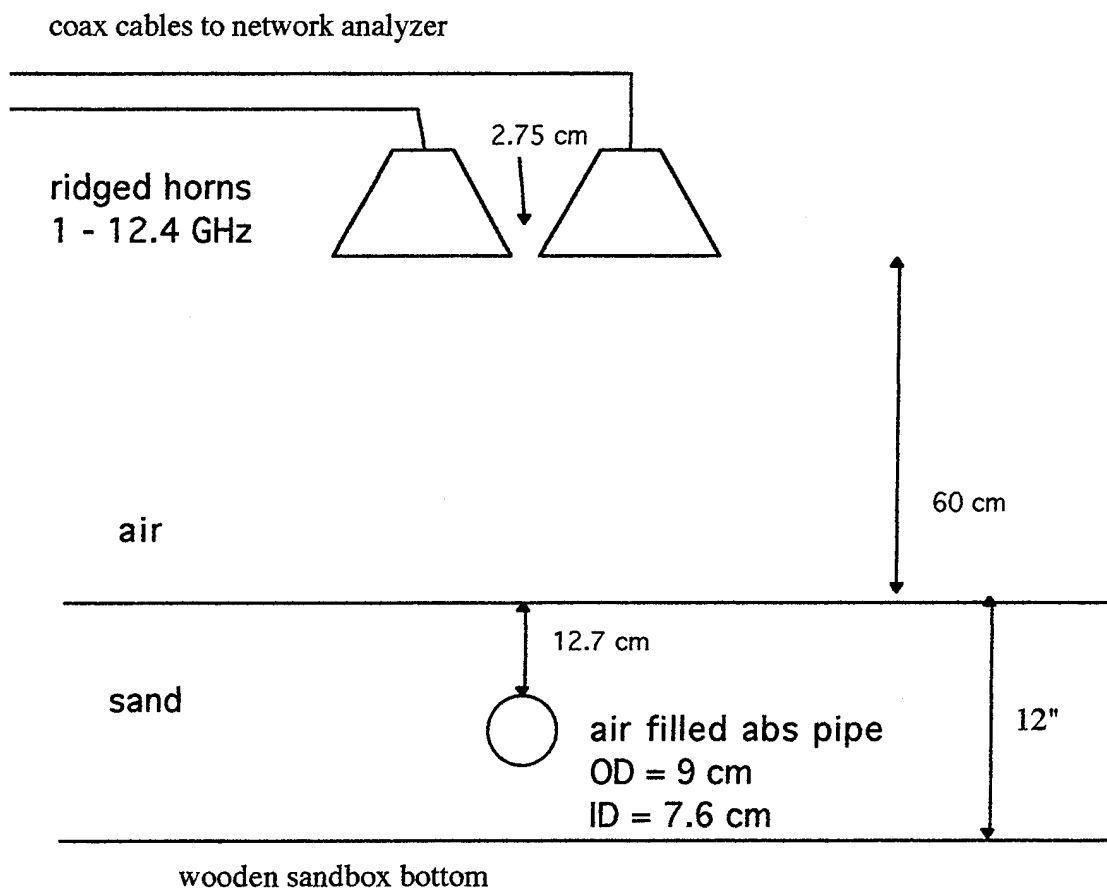 coax cables to network analyzer
2.75 cm
ridged horns
1 - 12.4 GHz
60 cm
air
12.7 cm
sand
12"
air filled abs pipe
OD = 9 cm
ID = 7.6 cm
wooden sandbox bottom